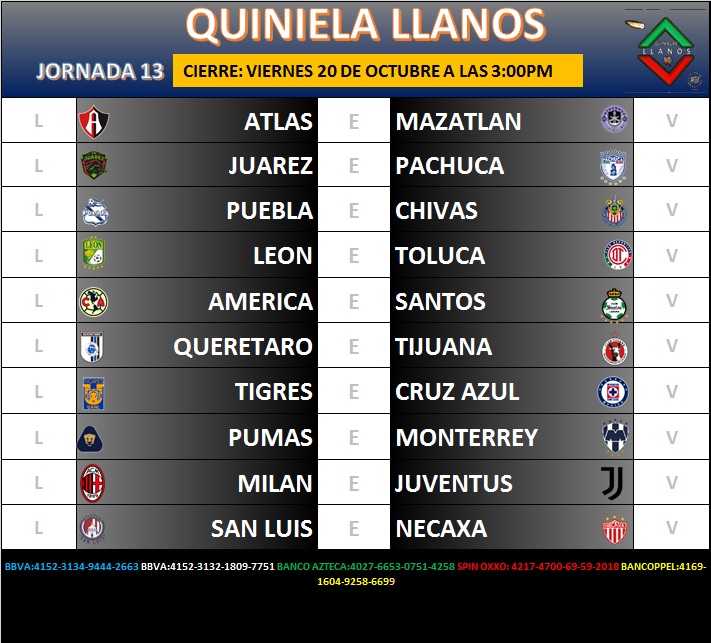 QUINIELA LLANOS
QUINIELAS
LLANOS
JORNADA 13 CIERRE: VIERNES 20 DE OCTUBRE A LAS 3:00PM
L ATLAS E MAZATLAN V
L JUAREZ E PACHUCA V
L PUEBLA E CHIVAS V
L LEON E TOLUCA V
L AMERICA E SANTOS V
L QUERETARO E TIJUANA V
L TIGRES E CRUZ AZUL V
L PUMAS E MONTERREY V
L MILAN E JUVENTUS V
L SAN LUIS E NECAXA V
BBVA:4152-3134-9444-2663 BBVA:4152-3132-1809-7751 BANCO AZTECA:4027-6653-0751-4258 SPIN OXXO: 4217-4700-69-59-2018 BANCOPPEL:4169-
1604-9258-6699